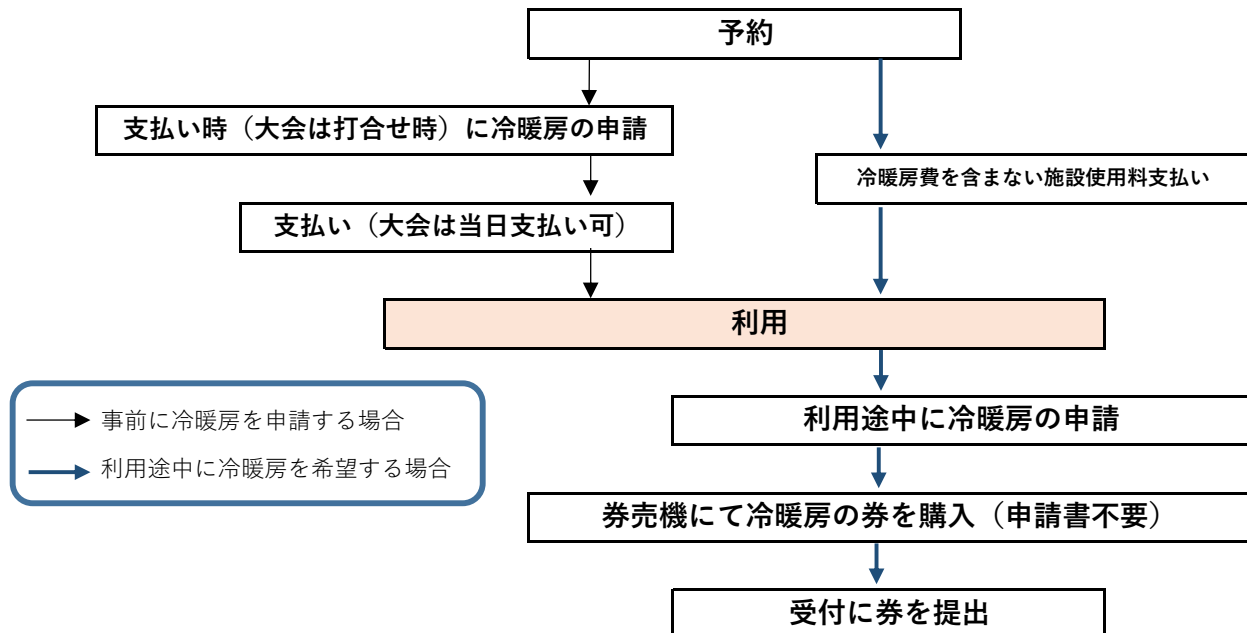 予約
支払い時（大会は打合せ時）に冷暖房の申請
冷暖房費を含まない施設使用料支払い
支払い（大会は当日支払い可）
利用
事前に冷暖房を申請する場合
利用途中に冷暖房を希望する場合
利用途中に冷暖房の申請
券売機にて冷暖房の券を購入（申請書不要）
受付に券を提出